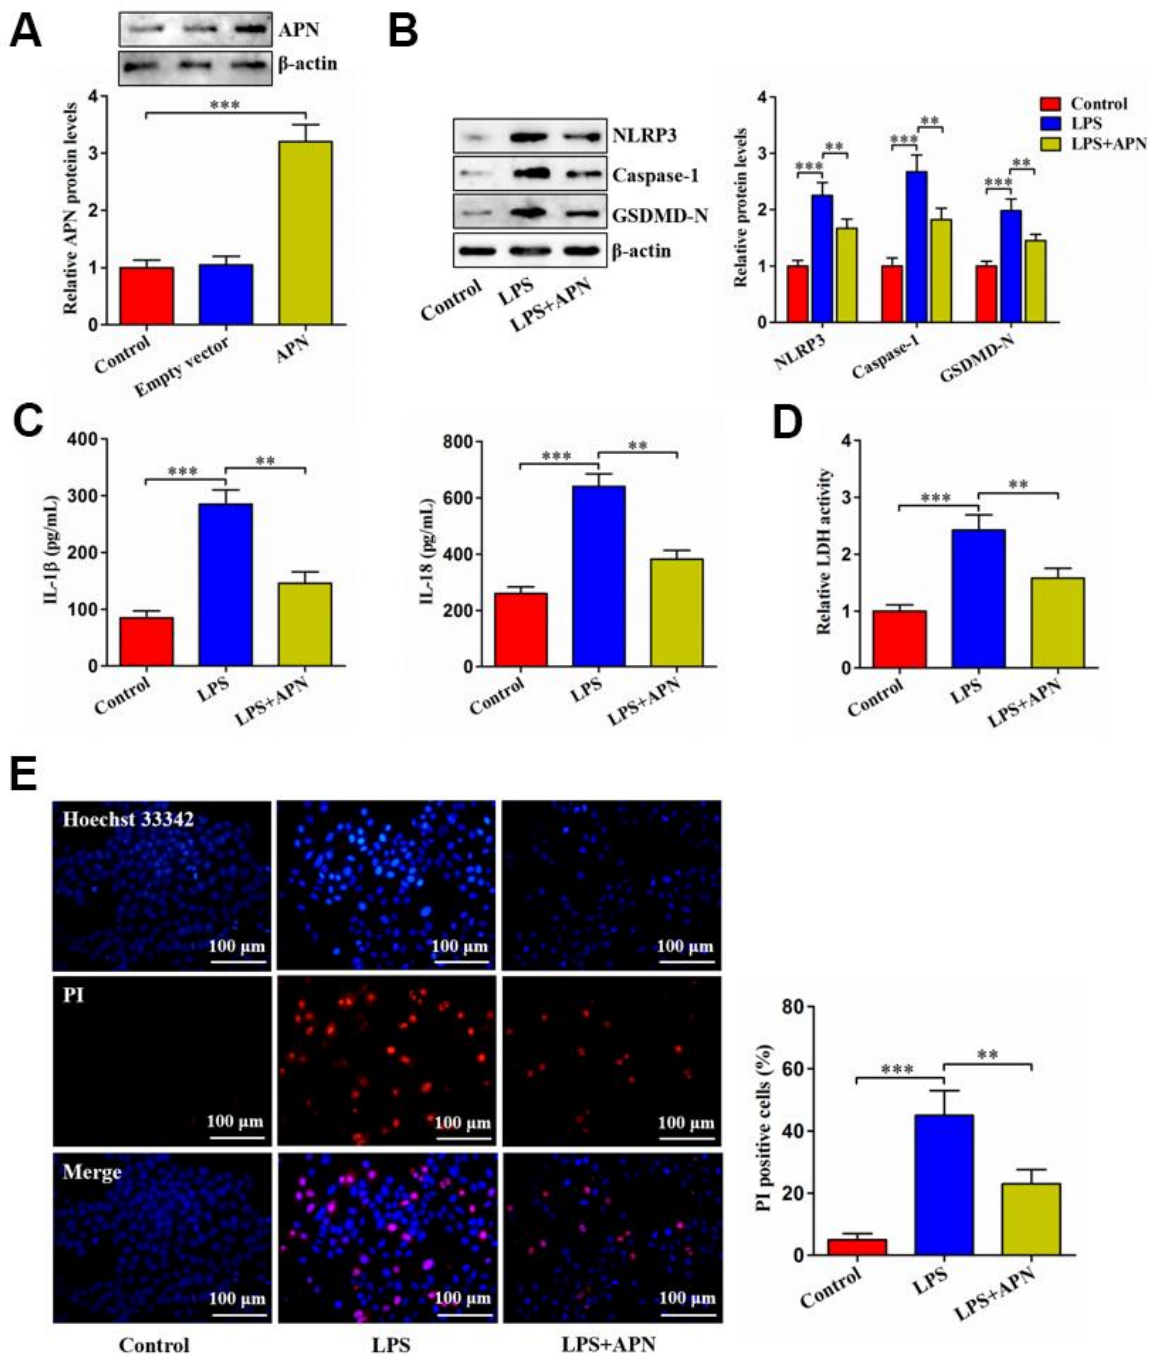 A
APN
β-actin
Relative APN protein levels
4
3
2
1
0
***
Control
Empty vector
APN
B
NLRP3
Caspase-1
GSDMD-N
β-actin
Control
LPS
LPS+APN
Relative protein levels
4
3
2
1
0
***
**
***
**
***
**
NLRP3
Caspase-1
GSDMD-N
Control
LPS
LPS+APN
C
IL-1β (pg/mL)
400
300
200
100
0
***
**
Control
LPS
LPS+APN
IL-18 (pg/mL)
800
600
400
200
0
***
**
Control
LPS
LPS+APN
D
Relative LDH activity
4
3
2
1
0
***
**
Control
LPS
LPS+APN
E
Hoechst 33342
100 μm
100 μm
100 μm
PI
100 μm
100 μm
100 μm
Merge
100 μm
100 μm
100 μm
Control
LPS
LPS+APN
PI positive cells (%)
80
60
40
20
0
***
**
Control
LPS
LPS+APN